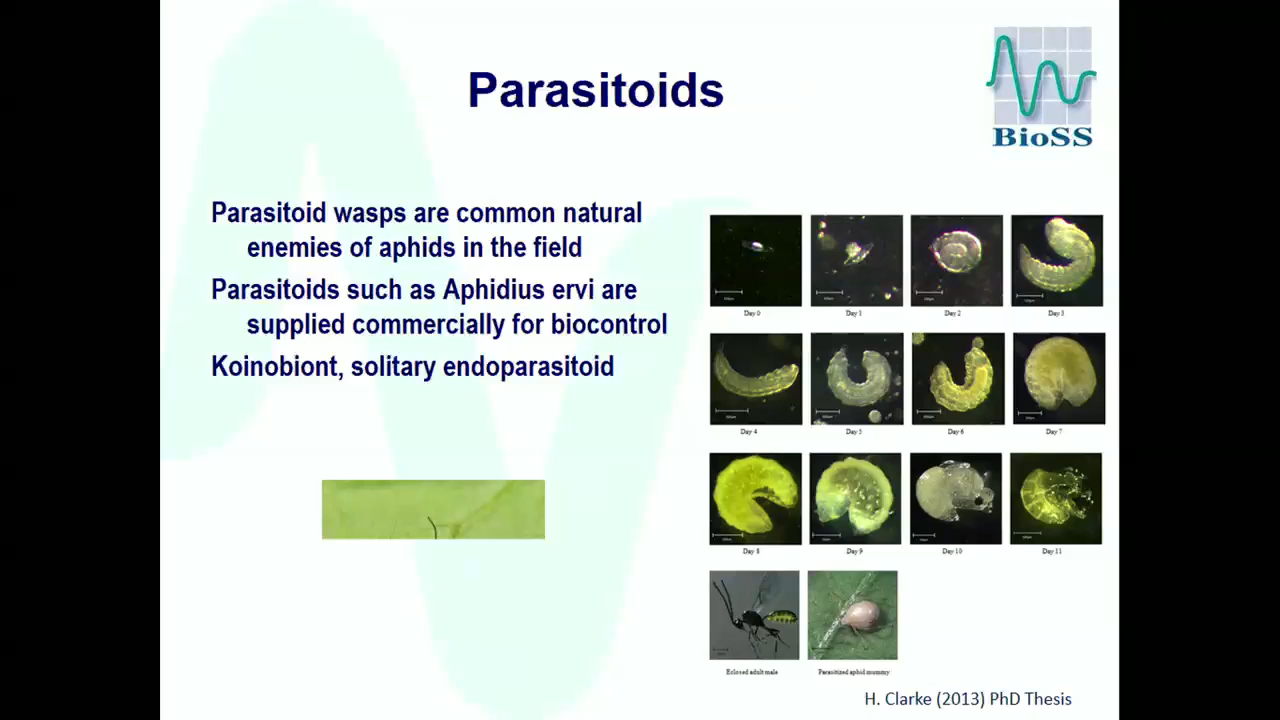 Parasitoids
BioSS
Parasitoid wasps are common natural
enemies of aphids in the field
Parasitoids such as Aphidius ervi are
supplied commercially for biocontrol
Koinobiont, solitary endoparasitoid
Day 0
Day 1
Day 2
Day 3
Day 4
Day 5
Day 6
Day 7
Day 8
Day 9
Day 10
Day 11
Eclosed adult male
Parasitized aphid mummy
H. Clarke (2013) PhD Thesis